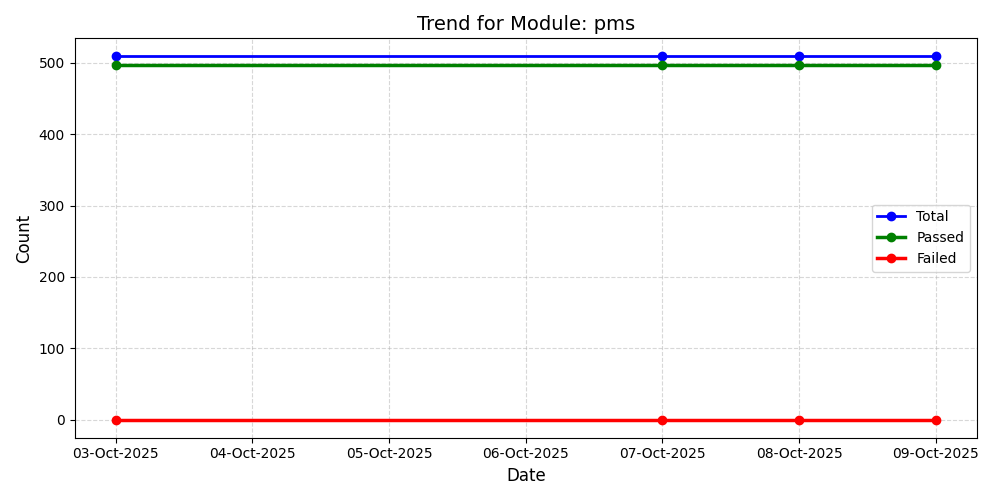 Trend for Module: pms
Count
500
400
300
200
100
0
Total
Passed
Failed
03-Oct-2025 04-Oct-2025 05-Oct-2025 06-Oct-2025 07-Oct-2025 08-Oct-2025 09-Oct-2025
Date